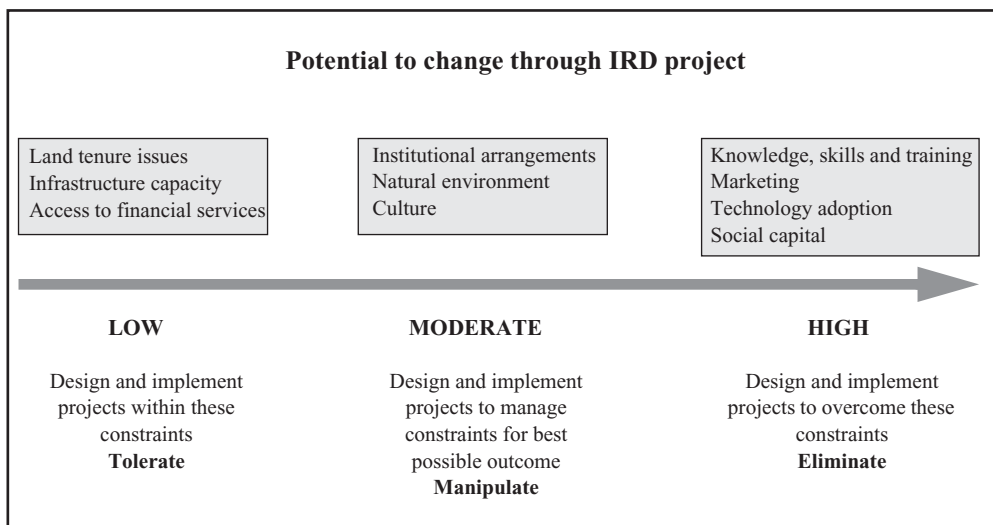 Potential to change through IRD project
Land tenure issues
Infrastructure capacity
Access to financial services
Institutional arrangements
Natural environment
Culture
Knowledge, skills and training
Marketing
Technology adoption
Social capital
LOW
Design and implement
projects within these
constraints
Tolerate
MODERATE
Design and implement
projects to manage
constraints for best
possible outcome
Manipulate
HIGH
Design and implement
projects to overcome these
constraints
Eliminate